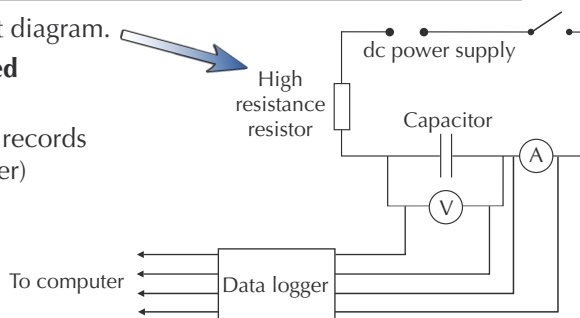 t diagram.
ed
records
er)
dc power supply
High
resistance
resistor
Capacitor
A
V
To computer
Data logger